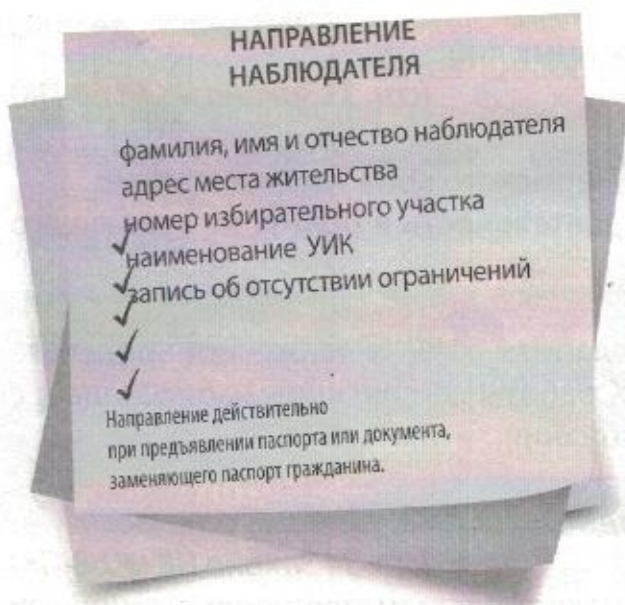 НАПРАВЛЕНИЕ
НАБЛЮДАТЕЛЯ
фамилия, имя и отчество наблюдателя
адрес места жительства
номер избирательного участка
наименование УИК
запись об отсутствии ограничений
Направление действительно
при предъявлении паспорта или документа,
заменяющего паспорт гражданина.